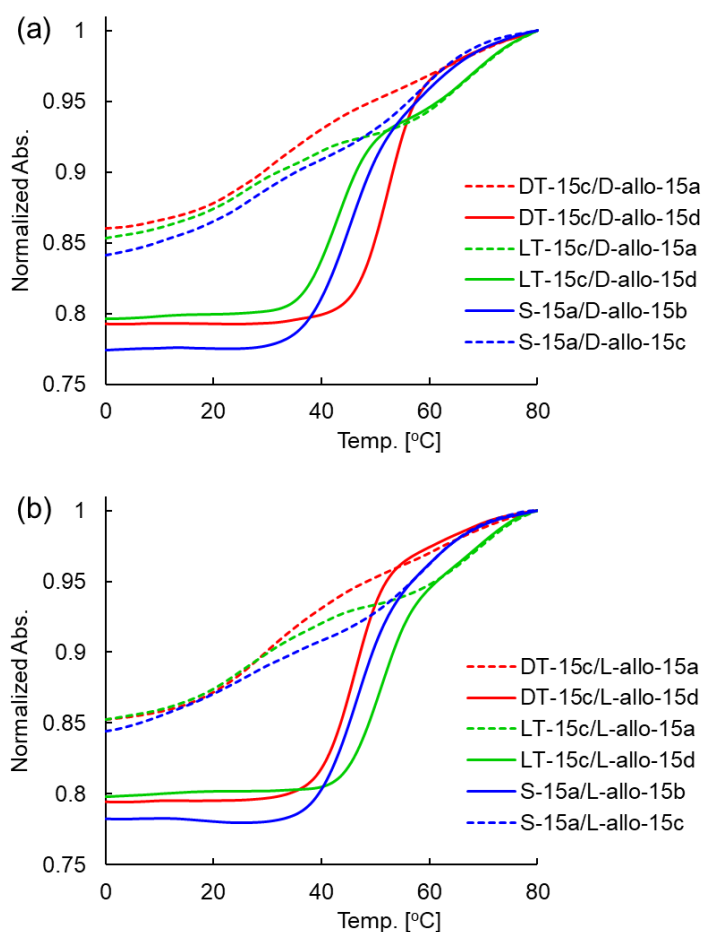 (a)
1
0.95
0.9
0.85
0.8
0.75
Normalized Abs.
DT-15c/D-allo-15a
DT-15c/D-allo-15d
LT-15c/D-allo-15a
LT-15c/D-allo-15d
S-15a/D-allo-15b
S-15a/D-allo-15c
0 20 40 60 80
Temp. [°C]
(b)
1
0.95
0.9
0.85
0.8
0.75
Normalized Abs.
DT-15c/L-allo-15a
DT-15c/L-allo-15d
LT-15c/L-allo-15a
LT-15c/L-allo-15d
S-15a/L-allo-15b
S-15a/L-allo-15c
0 20 40 60 80
Temp. [°C]